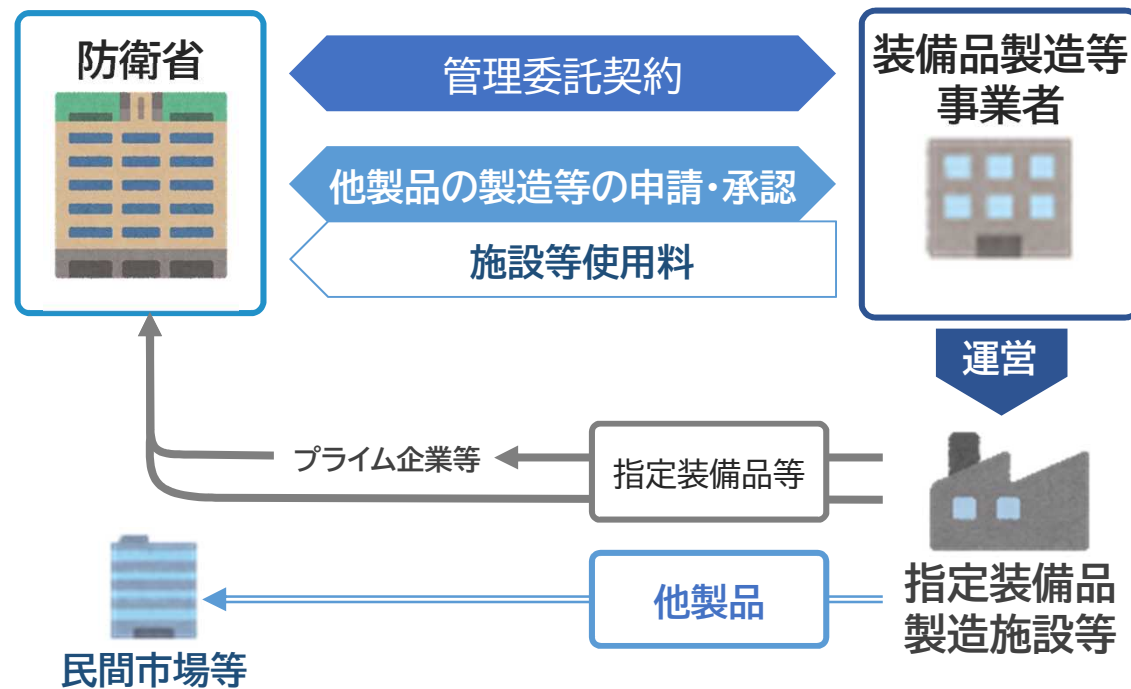 防衛省
管理委託契約
装備品製造等
事業者
他製品の製造等の申請・承認
施設等使用料
運営
プライム企業等
指定装備品等
他製品
指定装備品
製造施設等
民間市場等